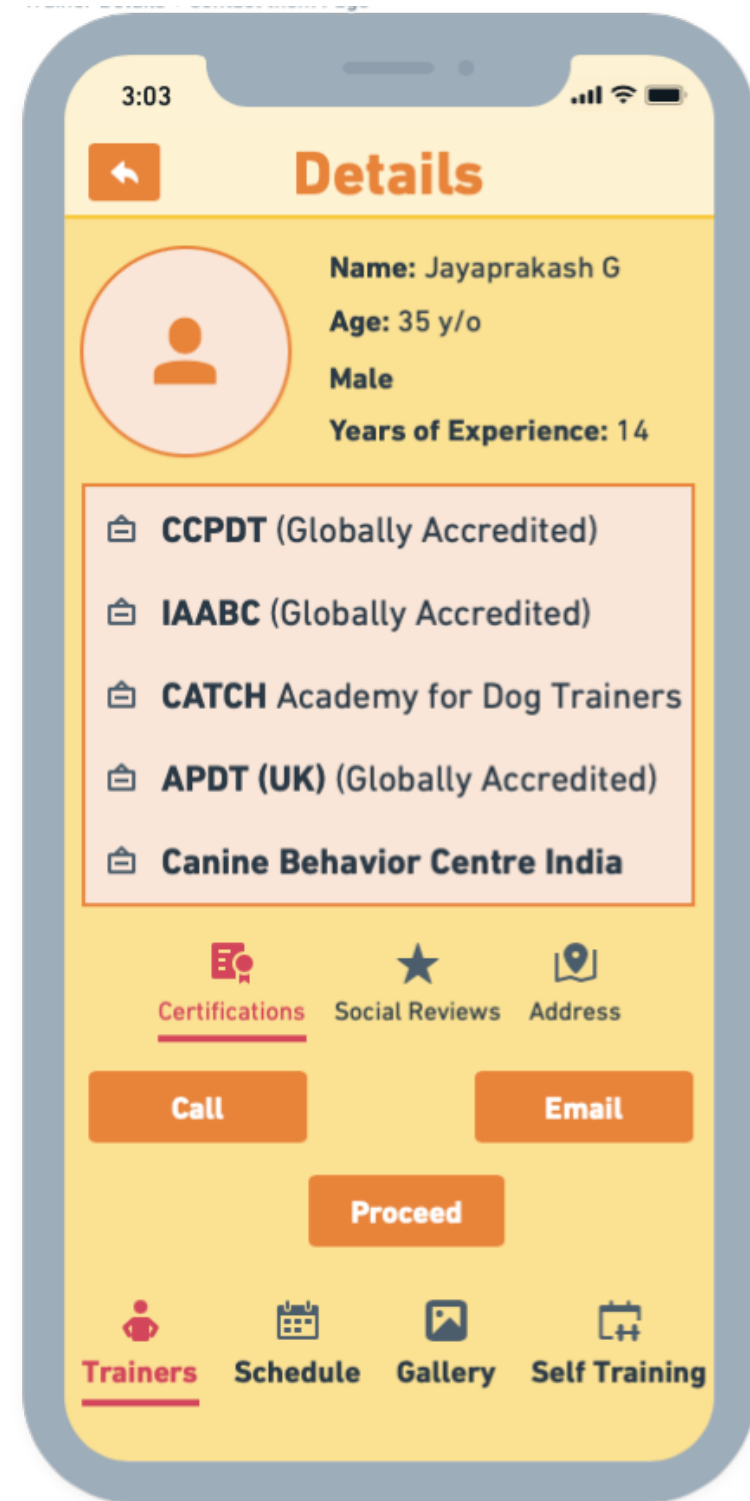 3:03
Details
Name: Jayaprakash G
Age: 35 y/o
Male
Years of Experience: 14
CCPDT (Globally Accredited)
IAABC (Globally Accredited)
CATCH Academy for Dog Trainers
APDT (UK) (Globally Accredited)
Canine Behavior Centre India
Certifications Social Reviews Address
Call Email
Proceed
Trainers Schedule Gallery Self Training